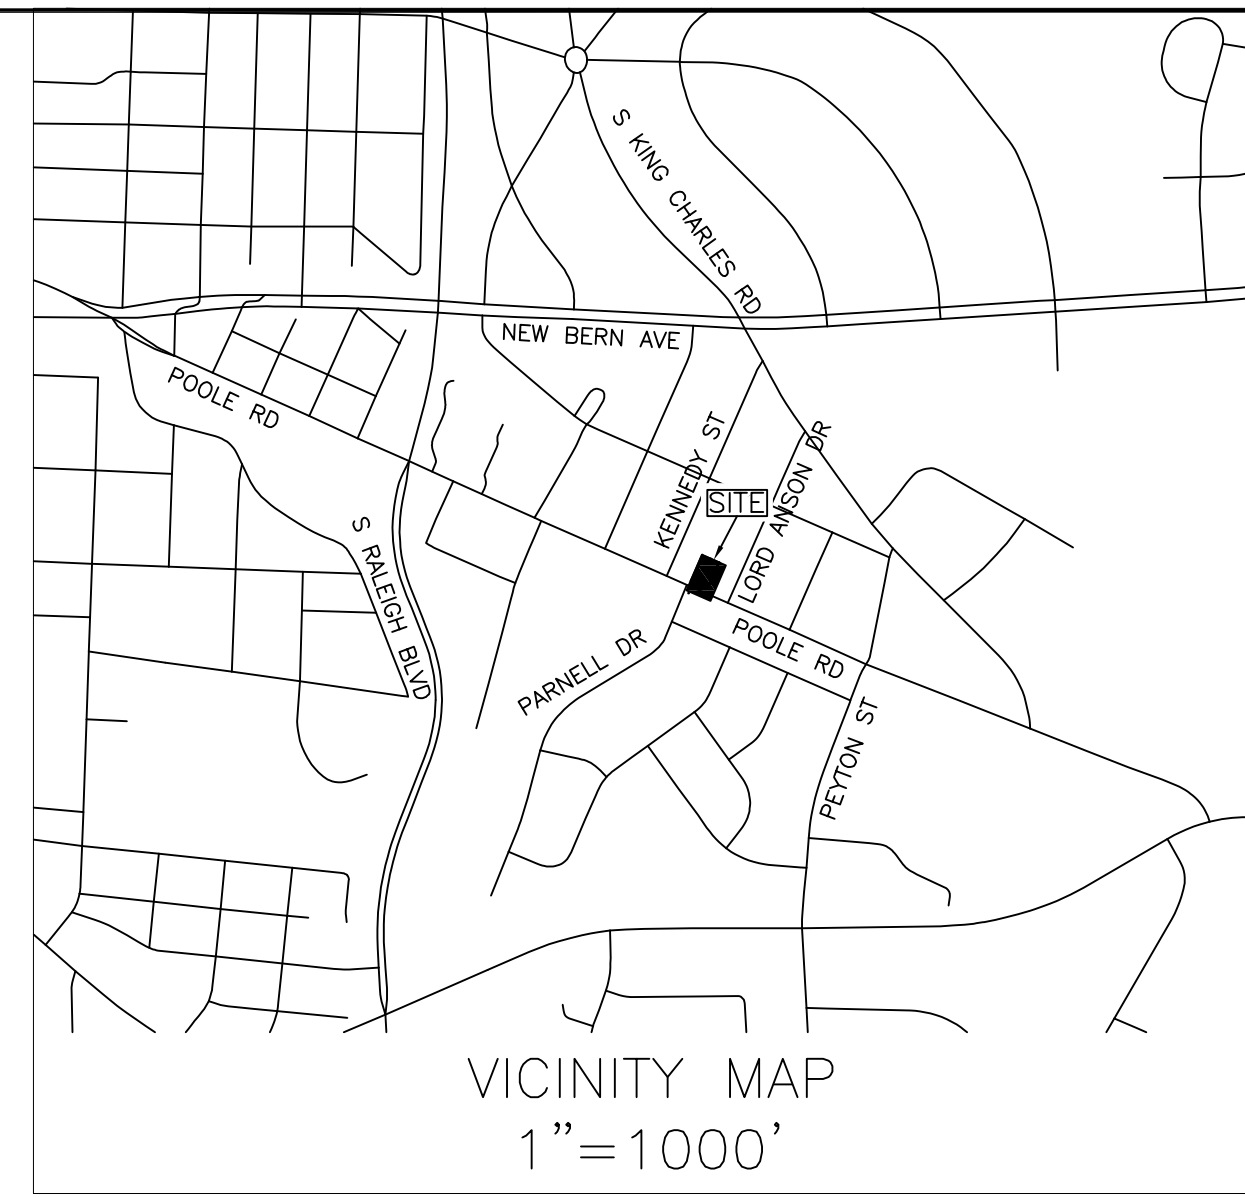 S KING CHARLES RD
NEW BERN AVE
POOLE RD
KENNEDY ST
LORD ANSON DR
SITE
S RALEIGH BLVD
PARNELL DR
POOLE RD
PEYTON ST
VICINITY MAP
1"=1000'